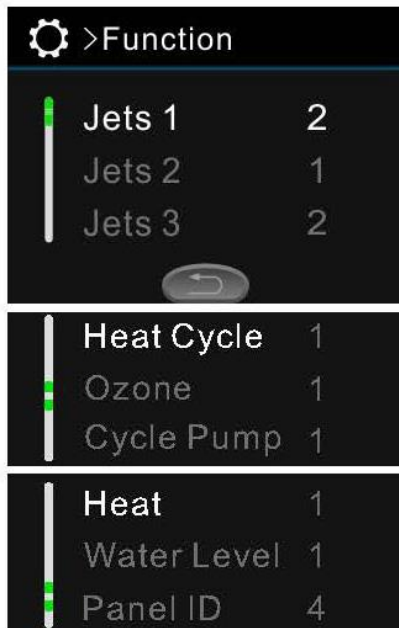 >Function
Jets 1 2
Jets 2 1
Jets 3 2
Heat Cycle 1
Ozone 1
Cycle Pump 1
Heat 1
Water Level 1
Panel ID 4